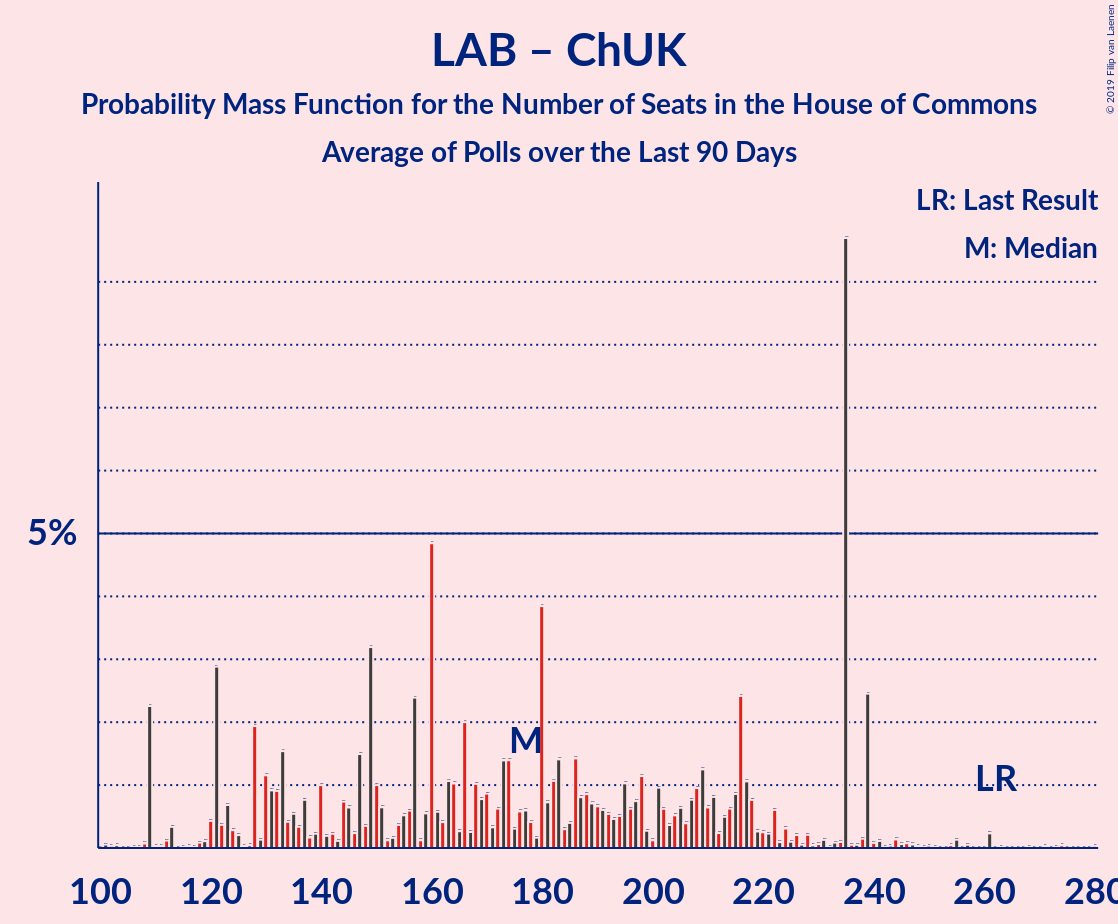 LAB – ChUK
Probability Mass Function for the Number of Seats in the House of Commons
Average of Polls over the Last 90 Days
© 2019 Filip van Laenen
LR: Last Result
M: Median
5%
M
LR
100 120 140 160 180 200 220 240 260 280